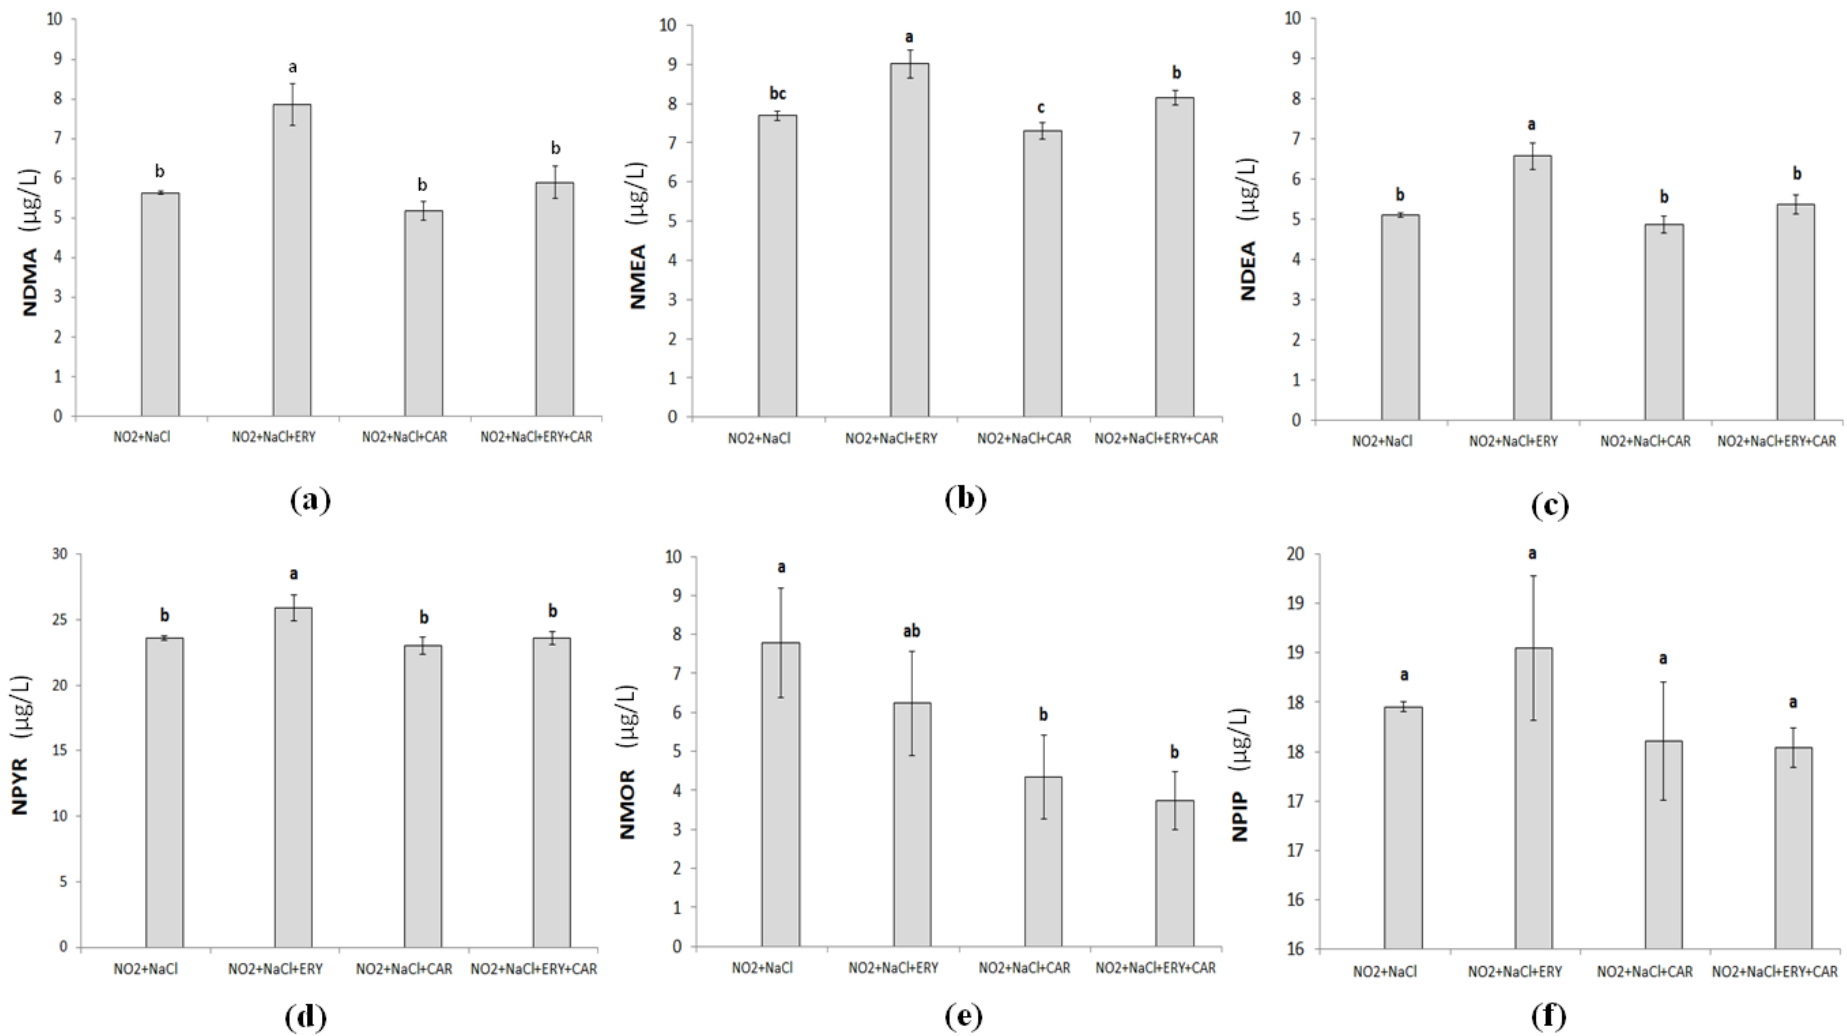 10
9
8
7
6
5
4
3
2
1
0
NDMA (µg/L)
b
a
b
b
NO2+NaCl NO2+NaCl+ERY NO2+NaCl+CAR NO2+NaCl+ERY+CAR
(a)
10
9
8
7
6
5
4
3
2
1
0
NMEA (µg/L)
bc
a
c
b
NO2+NaCl NO2+NaCl+ERY NO2+NaCl+CAR NO2+NaCl+ERY+CAR
(b)
10
9
8
7
6
5
4
3
2
1
0
NDEA (µg/L)
b
a
b
b
NO2+NaCl NO2+NaCl+ERY NO2+NaCl+CAR NO2+NaCl+ERY+CAR
(c)
30
25
20
15
10
5
0
NPYR (µg/L)
b
a
b
b
NO2+NaCl NO2+NaCl+ERY NO2+NaCl+CAR NO2+NaCl+ERY+CAR
(d)
10
9
8
7
6
5
4
3
2
1
0
NMOR (µg/L)
a
ab
b
b
NO2+NaCl NO2+NaCl+ERY NO2+NaCl+CAR NO2+NaCl+ERY+CAR
(e)
20
19
19
18
18
17
17
16
16
NPIP (µg/L)
a
a
a
a
NO2+NaCl NO2+NaCl+ERY NO2+NaCl+CAR NO2+NaCl+ERY+CAR
(f)